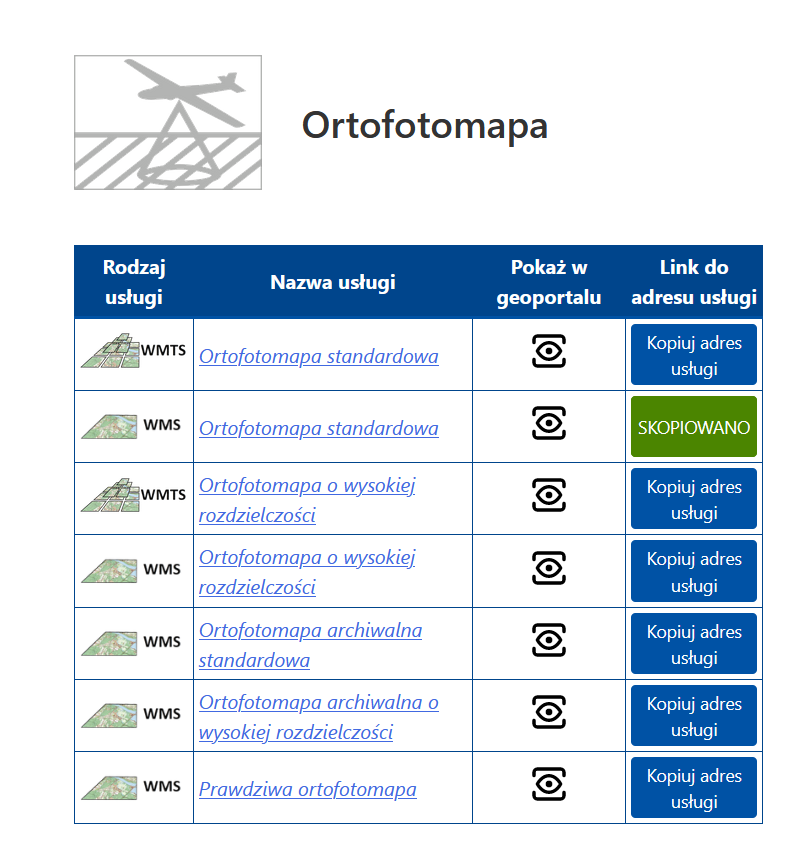 Ortofotomapa
Rodzaj usługi
Nazwa usługi
Pokaż w geoportalu
Link do adresu usługi
WMTS
Ortofotomapa standardowa
Kopiuj adres
usługi
WMS
Ortofotomapa standardowa
SKOPIOWANO
WMTS
Ortofotomapa o wysokiej
rozdzielczości
Kopiuj adres
usługi
WMS
Ortofotomapa o wysokiej
rozdzielczości
Kopiuj adres
usługi
WMS
Ortofotomapa archiwalna
standardowa
Kopiuj adres
usługi
WMS
Ortofotomapa archiwalna o
wysokiej rozdzielczości
Kopiuj adres
usługi
WMS
Prawdziwa ortofotomapa
Kopiuj adres
usługi